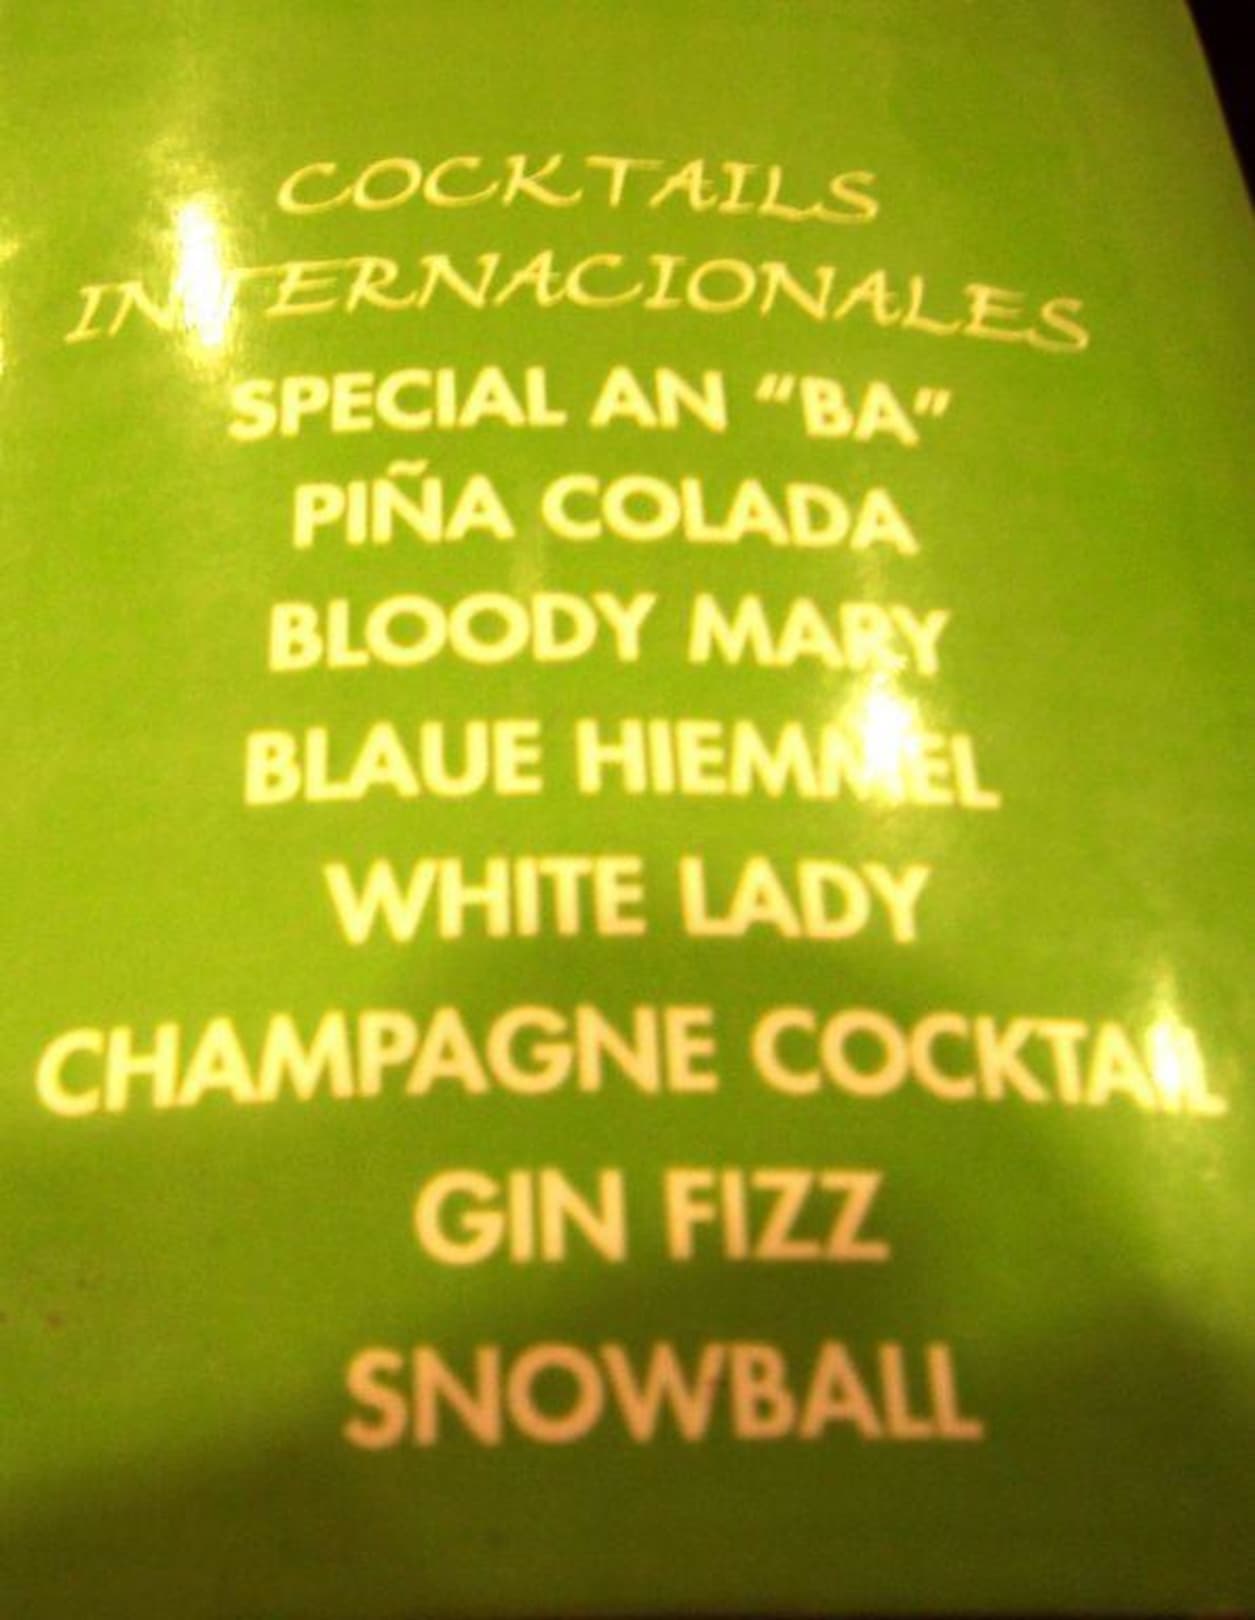 COCKTAILS
INTERNACIONALES
SPECIAL AN “BA”
PIÑA COLADA
BLOODY MARY
BLAUE HIEMMEL
WHITE LADY
CHAMPAGNE COCKTAIL
GIN FIZZ
SNOWBALL